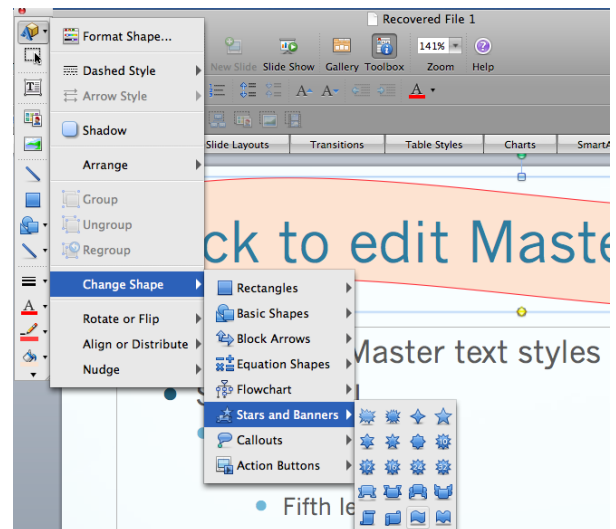 Recovered File 1
Format Shape...
141%
New Slide Slide Show Gallery Toolbox Zoom Help
Dashed Style
Arrow Style
A A A
Shadow
Slide Layouts Transitions Table Styles Charts SmartA
Arrange
Group
Ungroup
Regroup
ck to edit Maste
Change Shape
Rectangles
Rotate or Flip
Basic Shapes
Align or Distribute
Block Arrows
Master text styles
Nudge
Equation Shapes
Flowchart
Stars and Banners
Callouts
Action Buttons
Fifth le